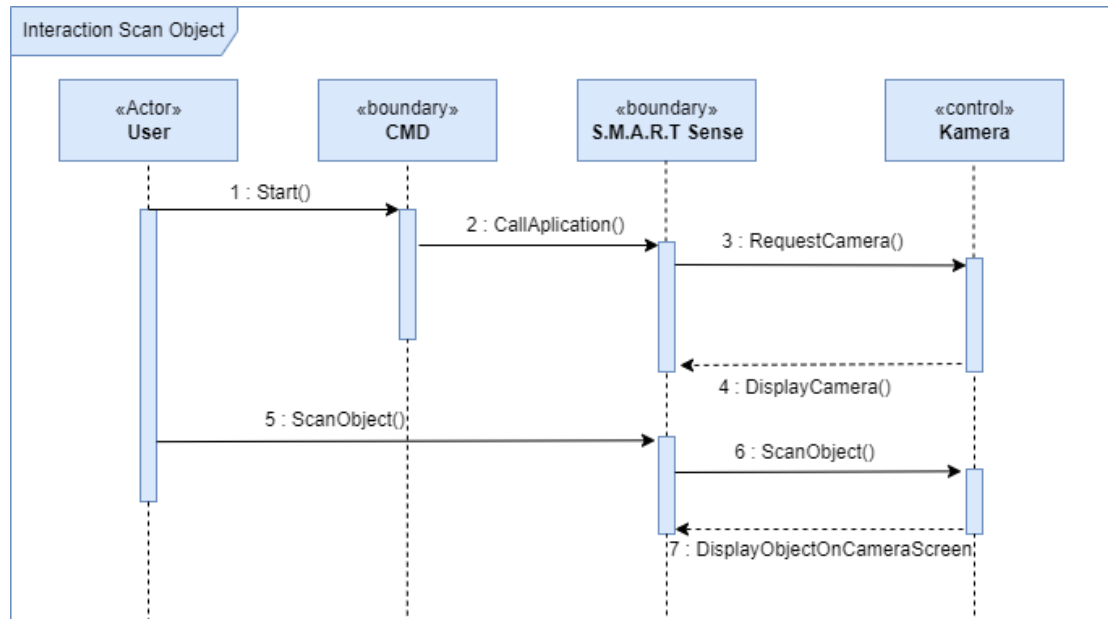 Interaction Scan Object
«Actor»
User
«boundary»
CMD
«boundary»
S.M.A.R.T Sense
«control»
Kamera
1 : Start()
2 : CallAplication()
3 : RequestCamera()
4 : DisplayCamera()
5 : ScanObject()
6 : ScanObject()
7 : DisplayObjectOnCameraScreen